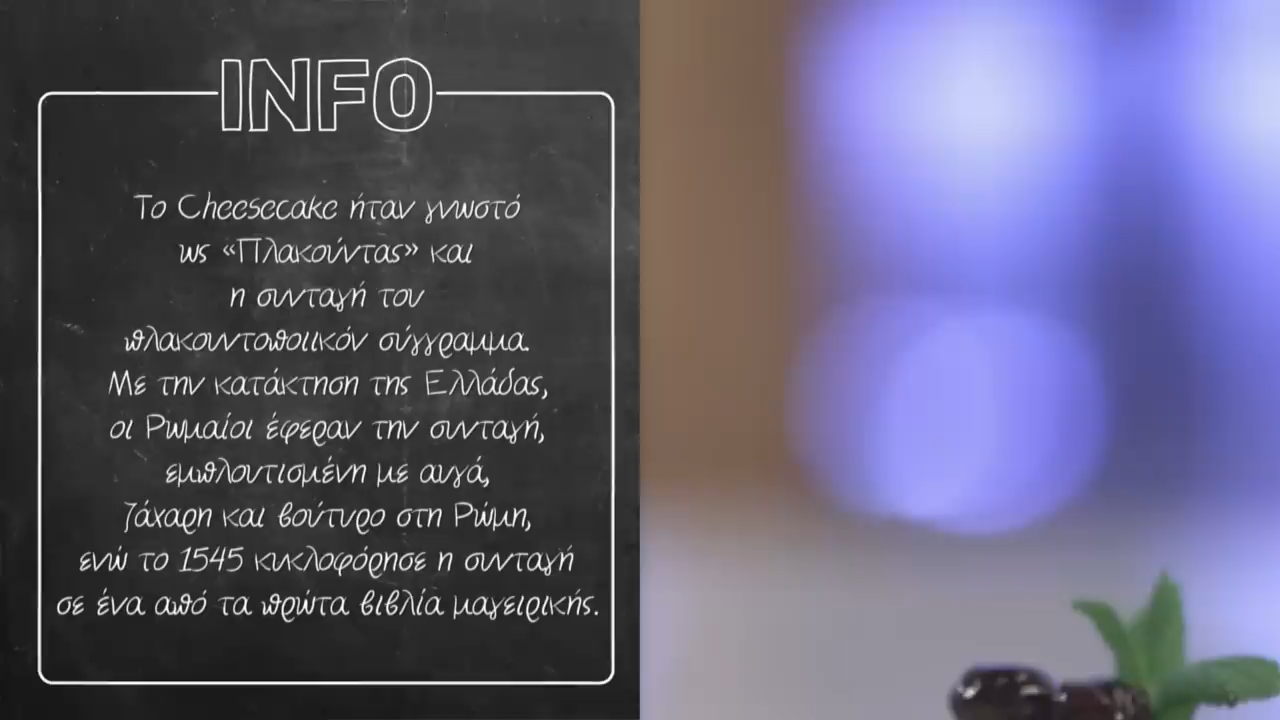 INFO
Το Cheesecake ήταν γνωστό
ως «Πλακούντας» και
η συνταγή του
πλακουντοποιικόν σύγγραμμα.
Με την κατάκτηση της Ελλάδας,
οι Ρωμαίοι έφεραν την συνταγή,
εμπλουτισμένη με αυγά,
ζάχαρη και βούτυρο στη Ρώμη,
ενώ το 1545 κυκλοφόρησε η συνταγή
σε ένα από τα πρώτα βιβλία μαγειρικής.